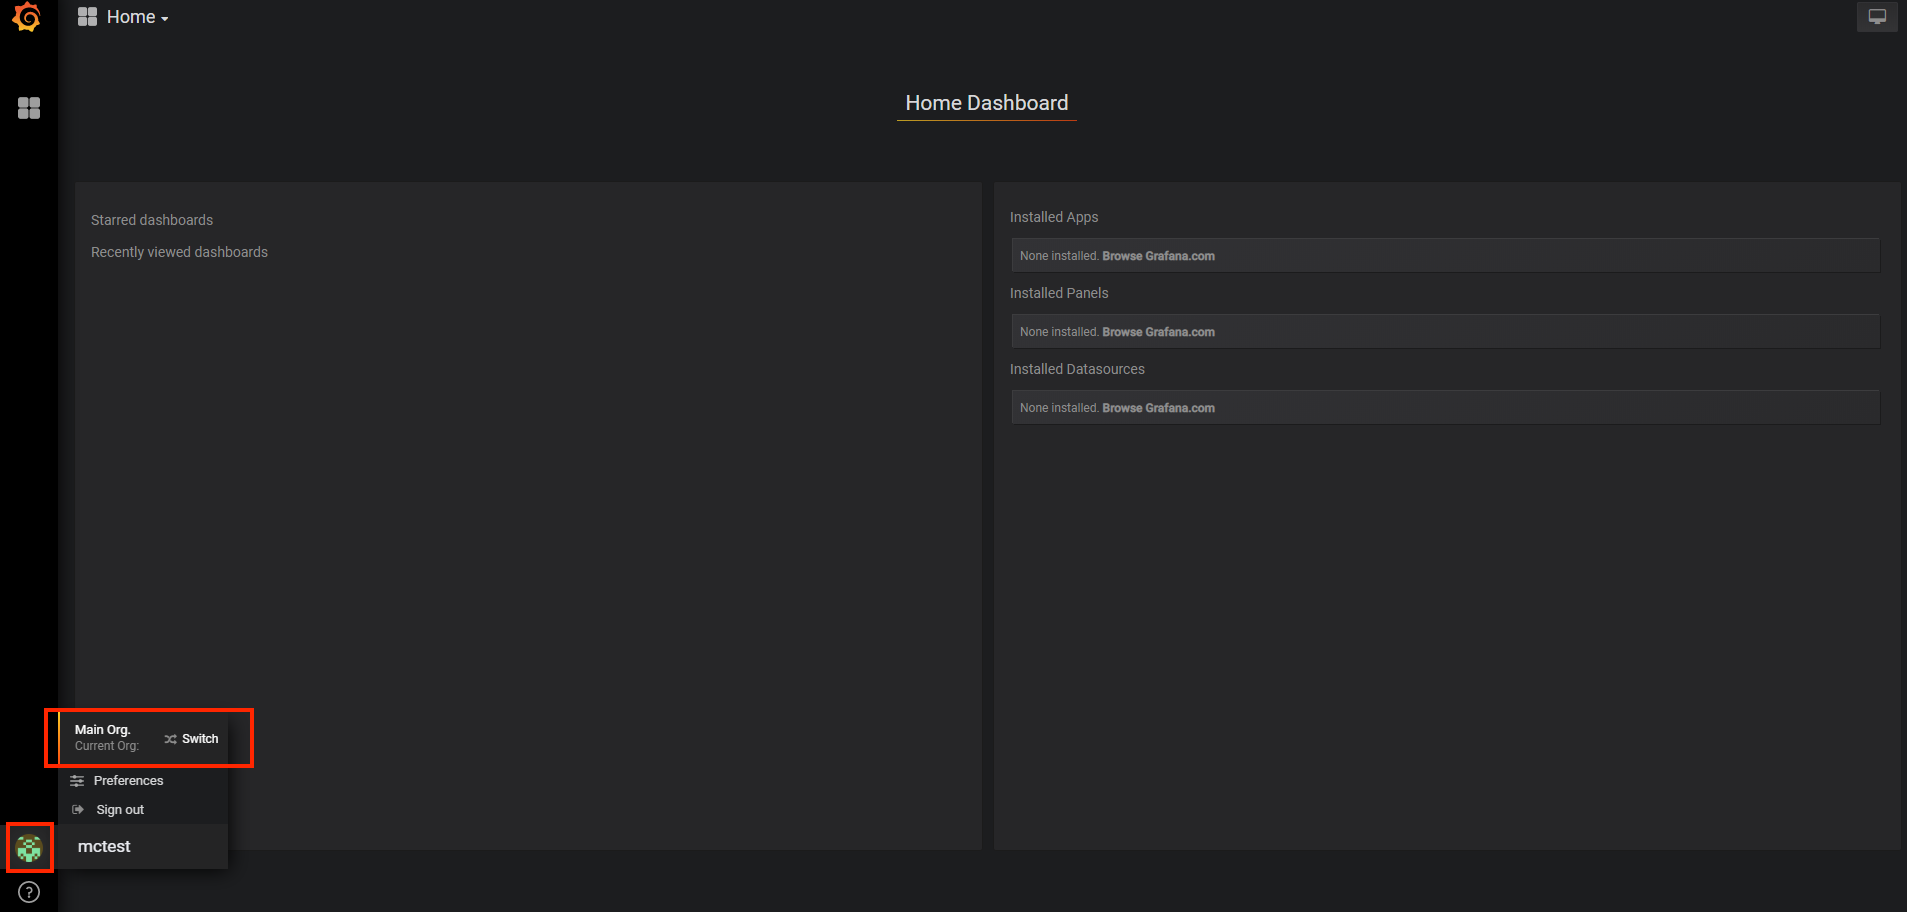 Home
Home Dashboard
Starred dashboards
Recently viewed dashboards
Installed Apps
None installed. Browse Grafana.com
Installed Panels
None installed. Browse Grafana.com
Installed Datasources
None installed. Browse Grafana.com
Main Org.
Current Org:
Switch
Preferences
Sign out
mctest
?